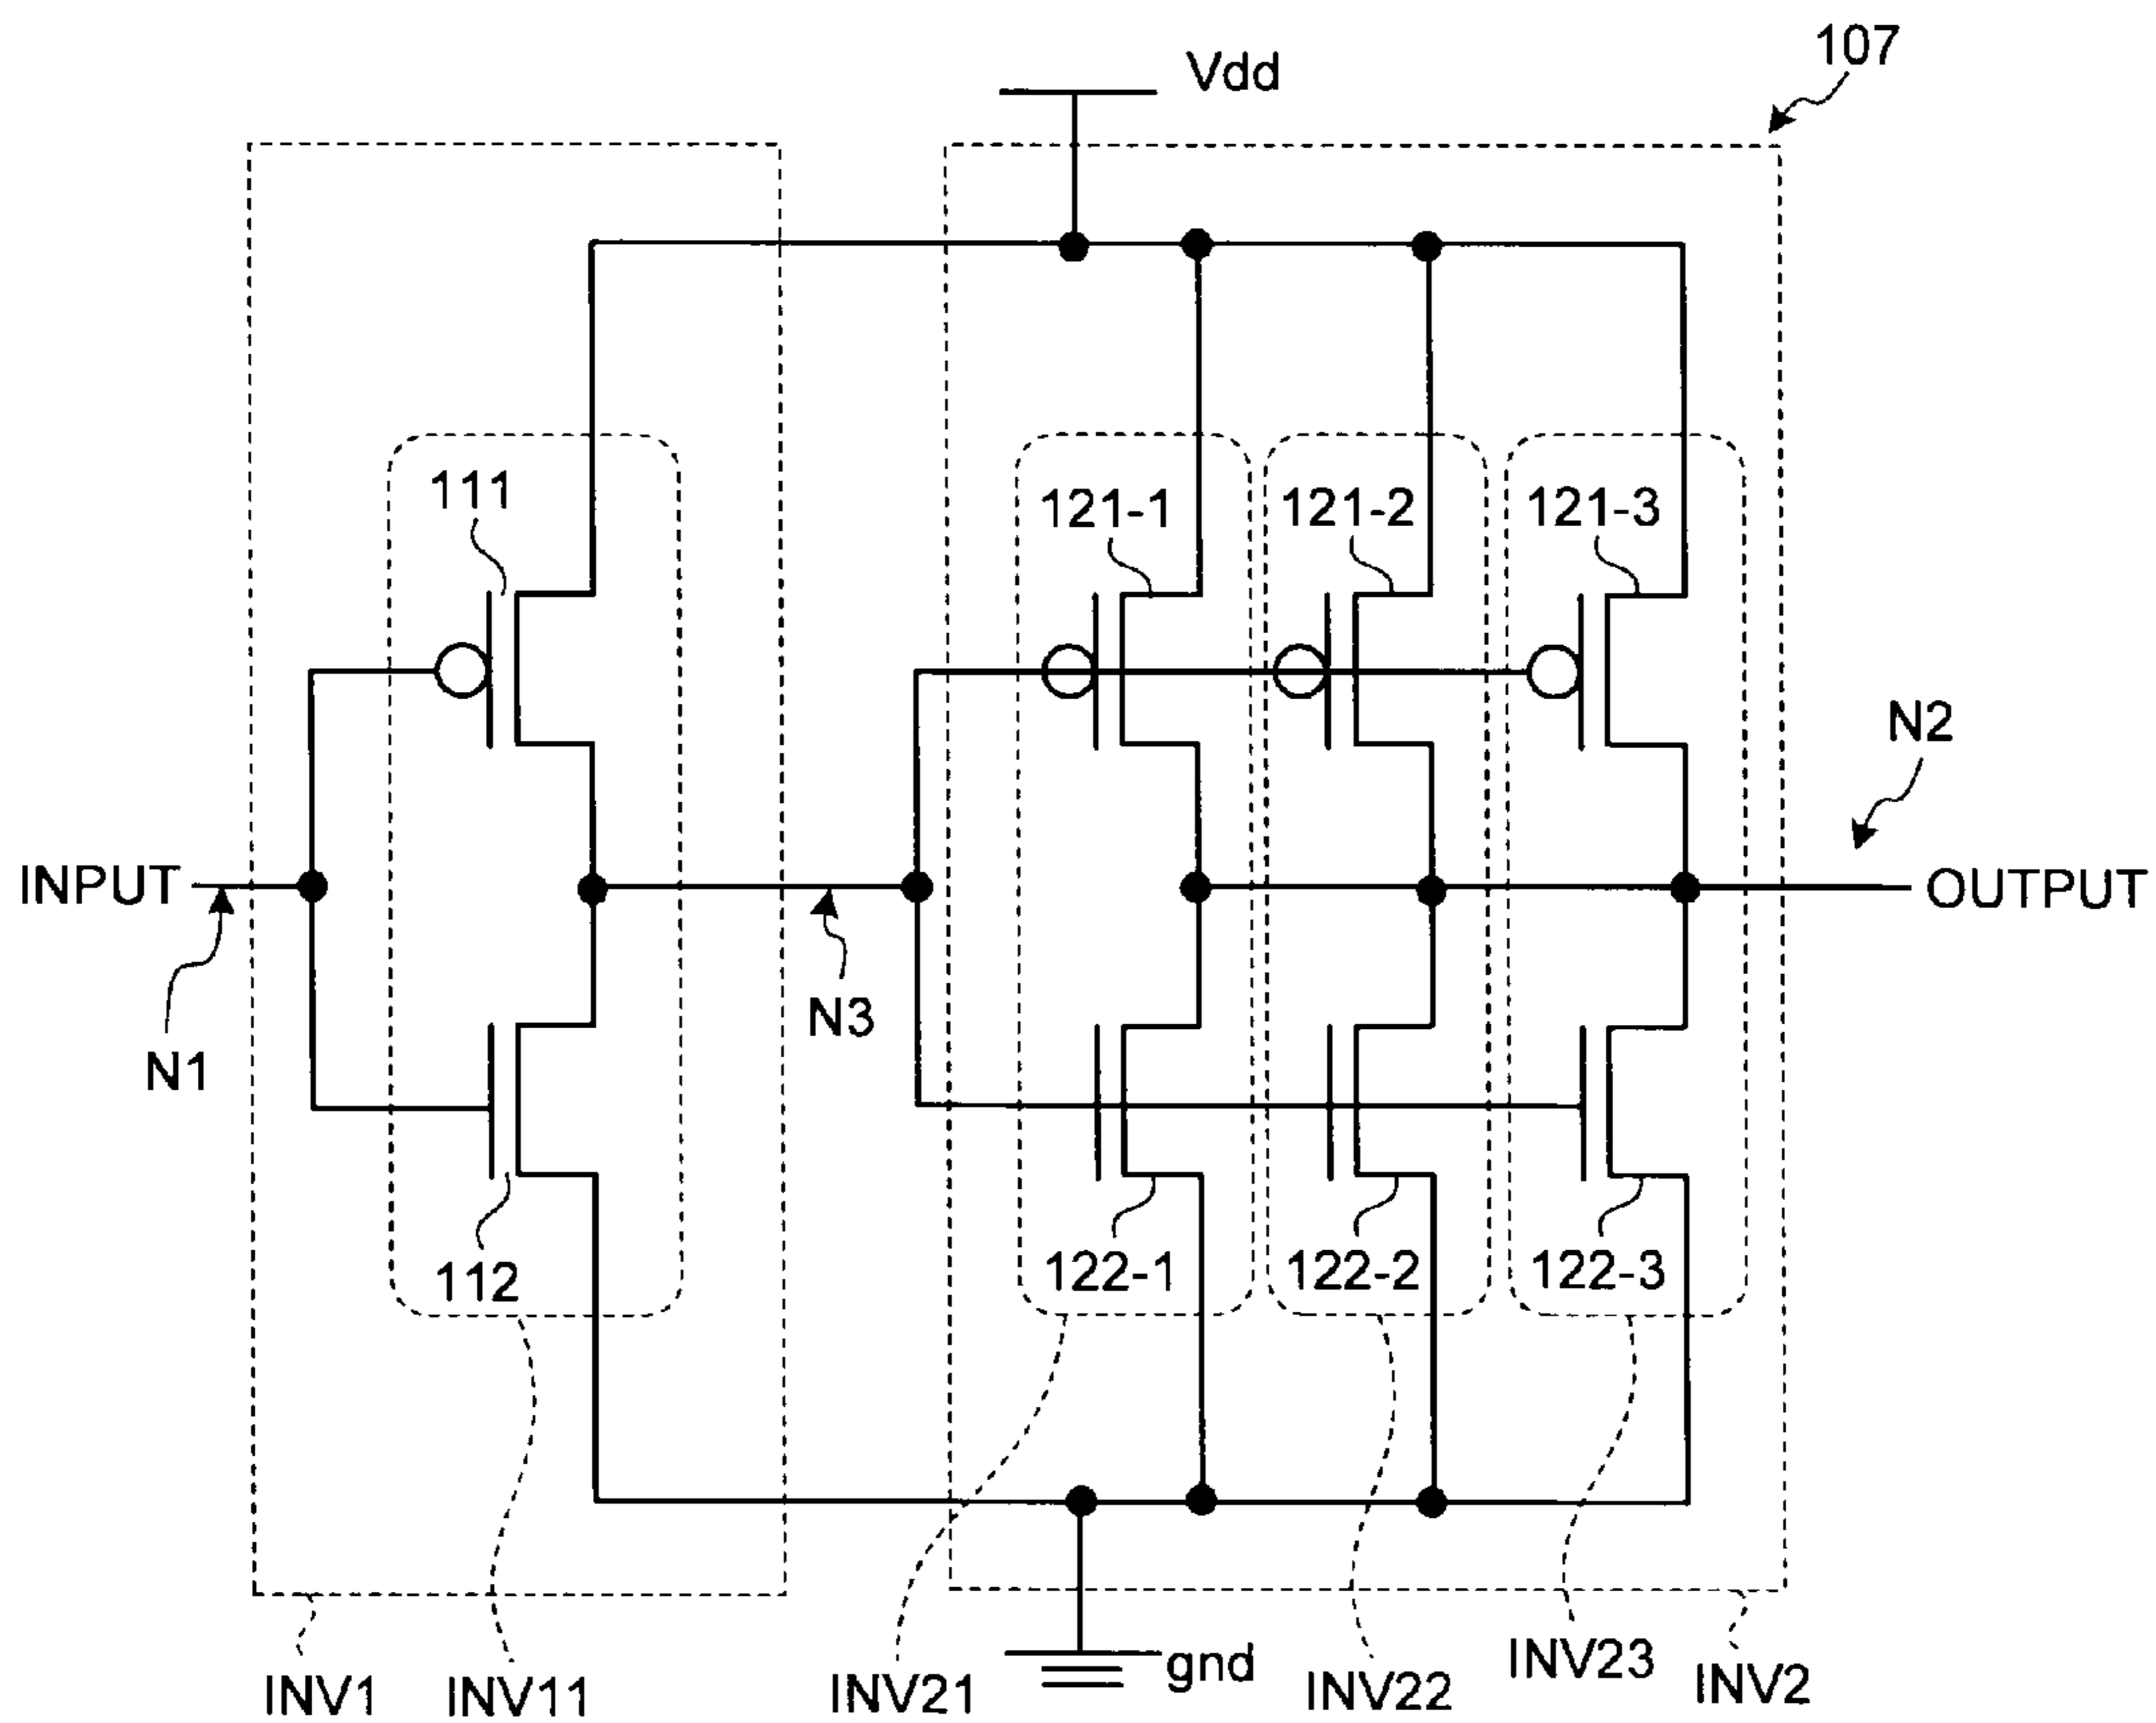 107
Vdd
111
121-1
121-2
121-3
N2
INPUT
OUTPUT
N3
N1
112
122-1
122-2
122-3
gnd
INV1
INV11
INV21
INV22
INV23
INV2